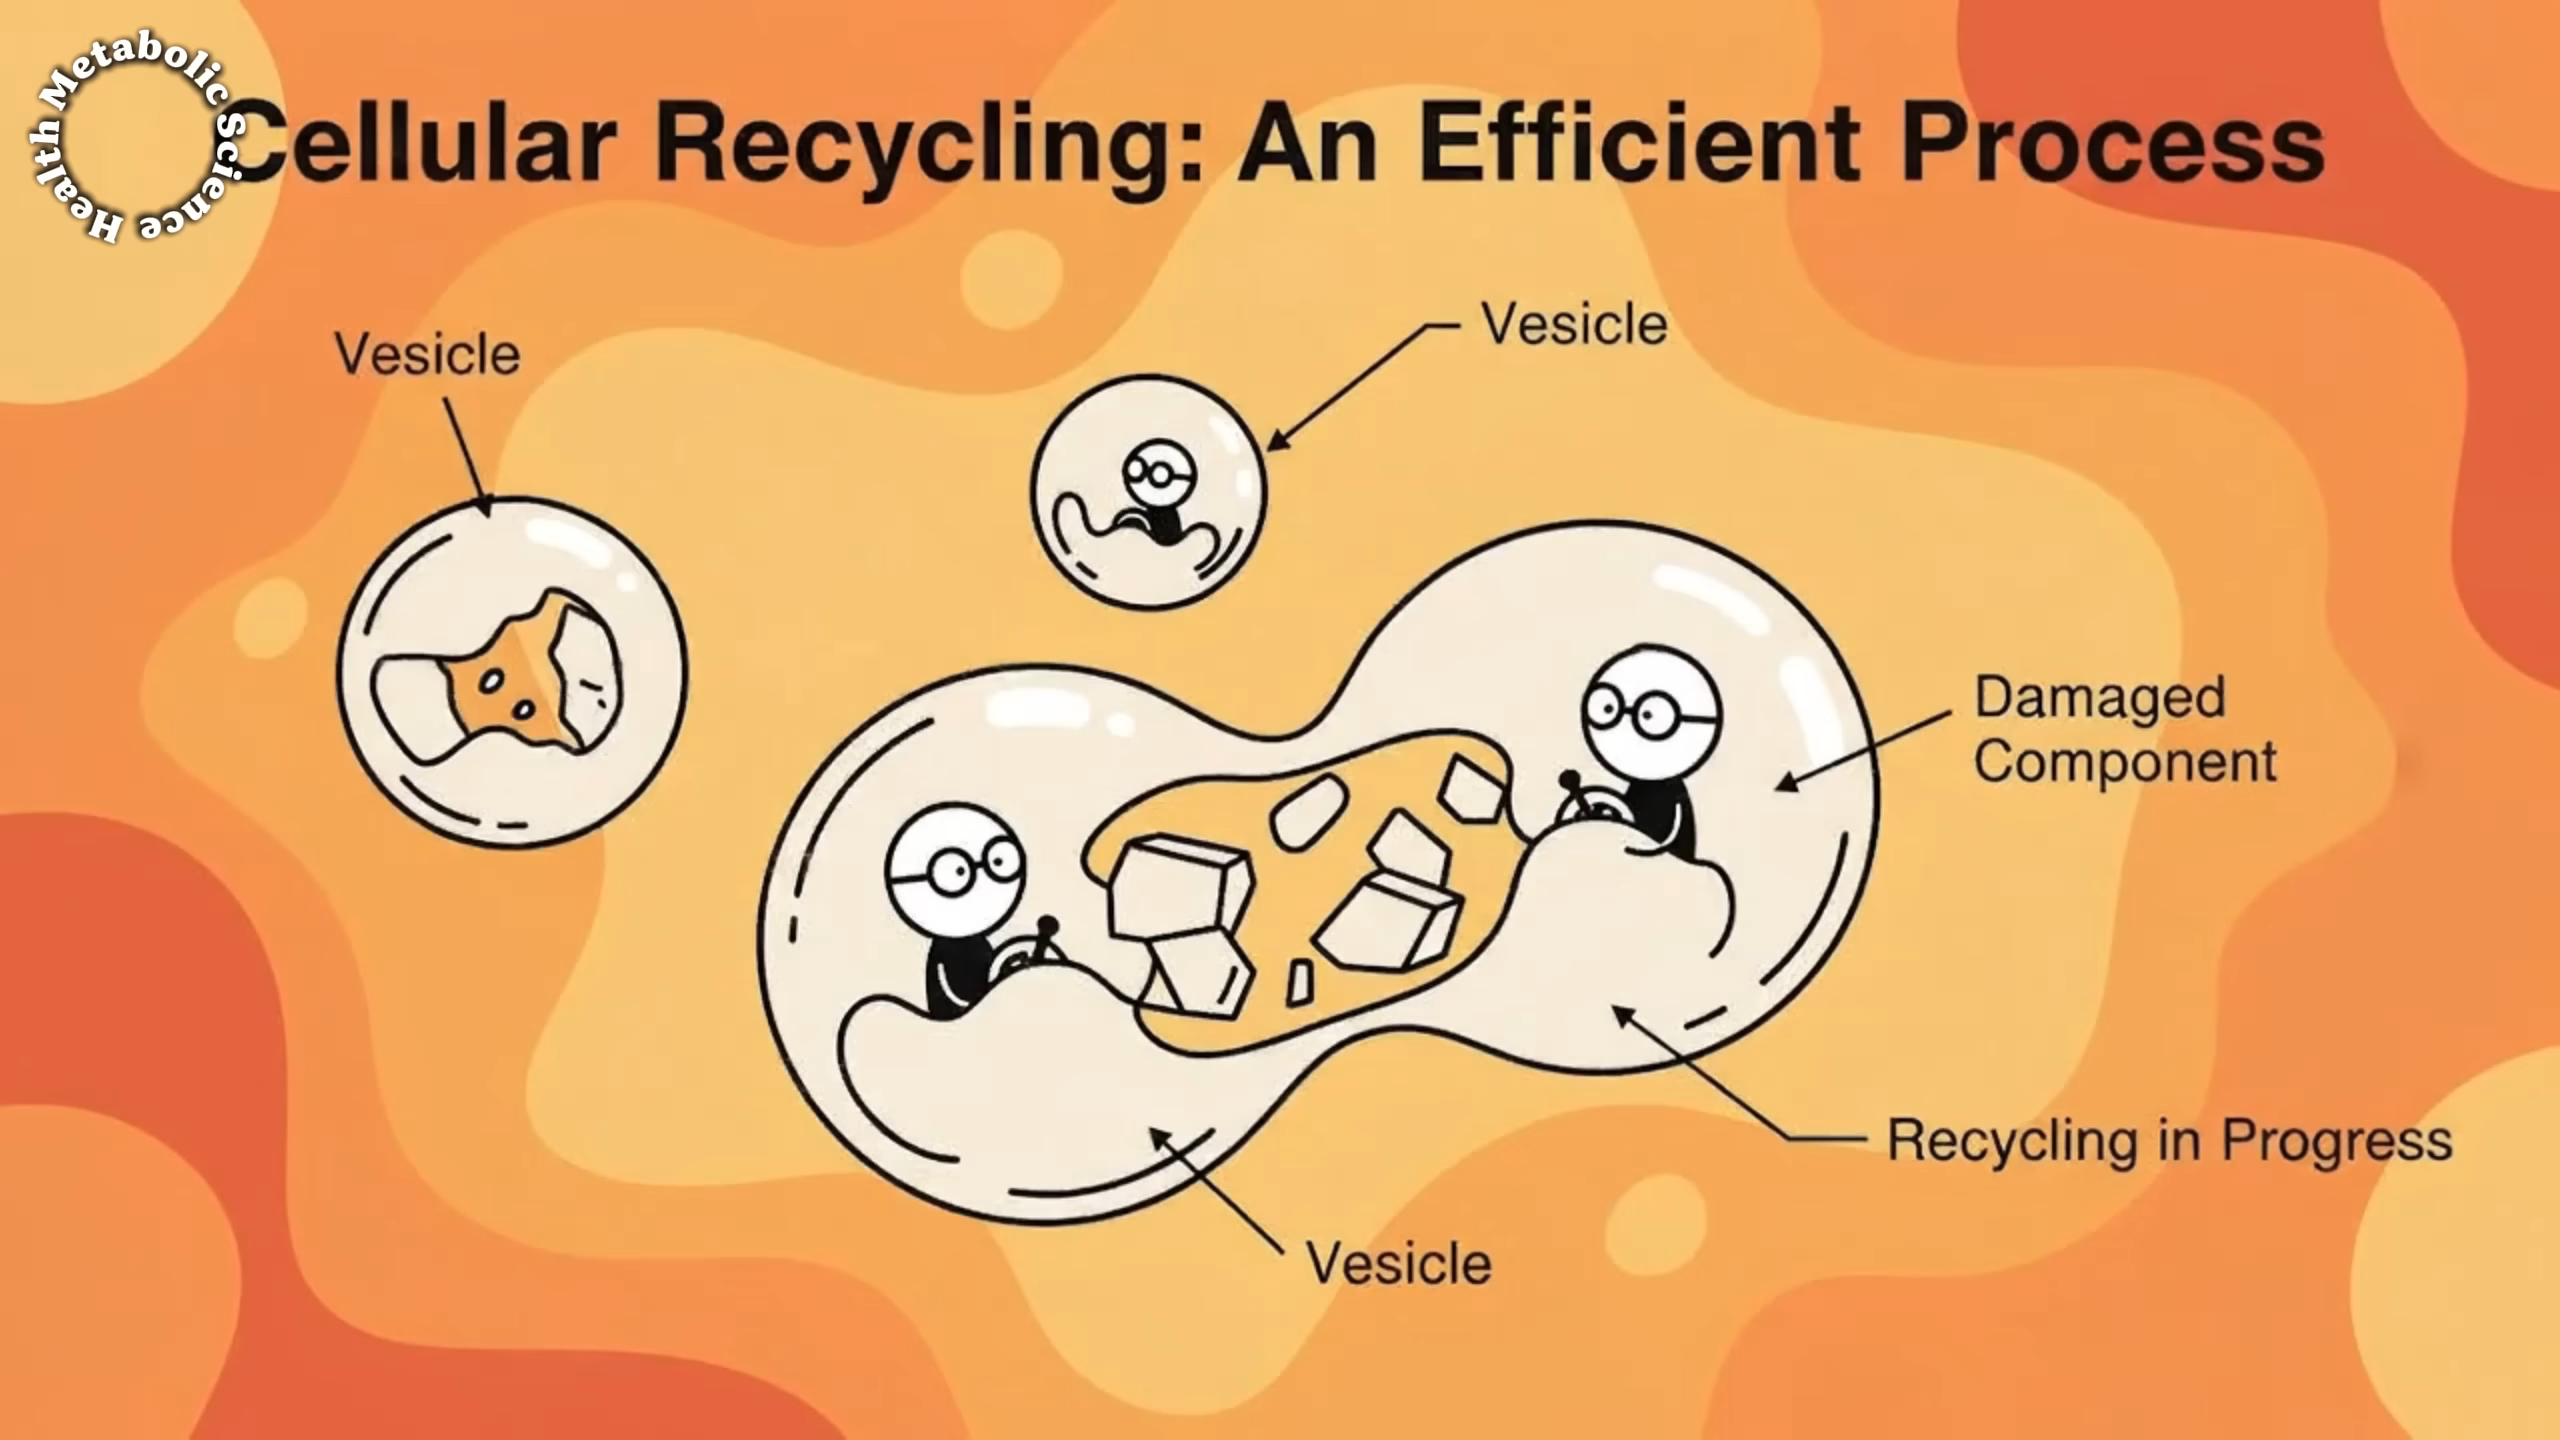 Metabolic Science Health
Cellular Recycling: An Efficient Process
Vesicle
Vesicle
Damaged
Component
Recycling in Progress
Vesicle